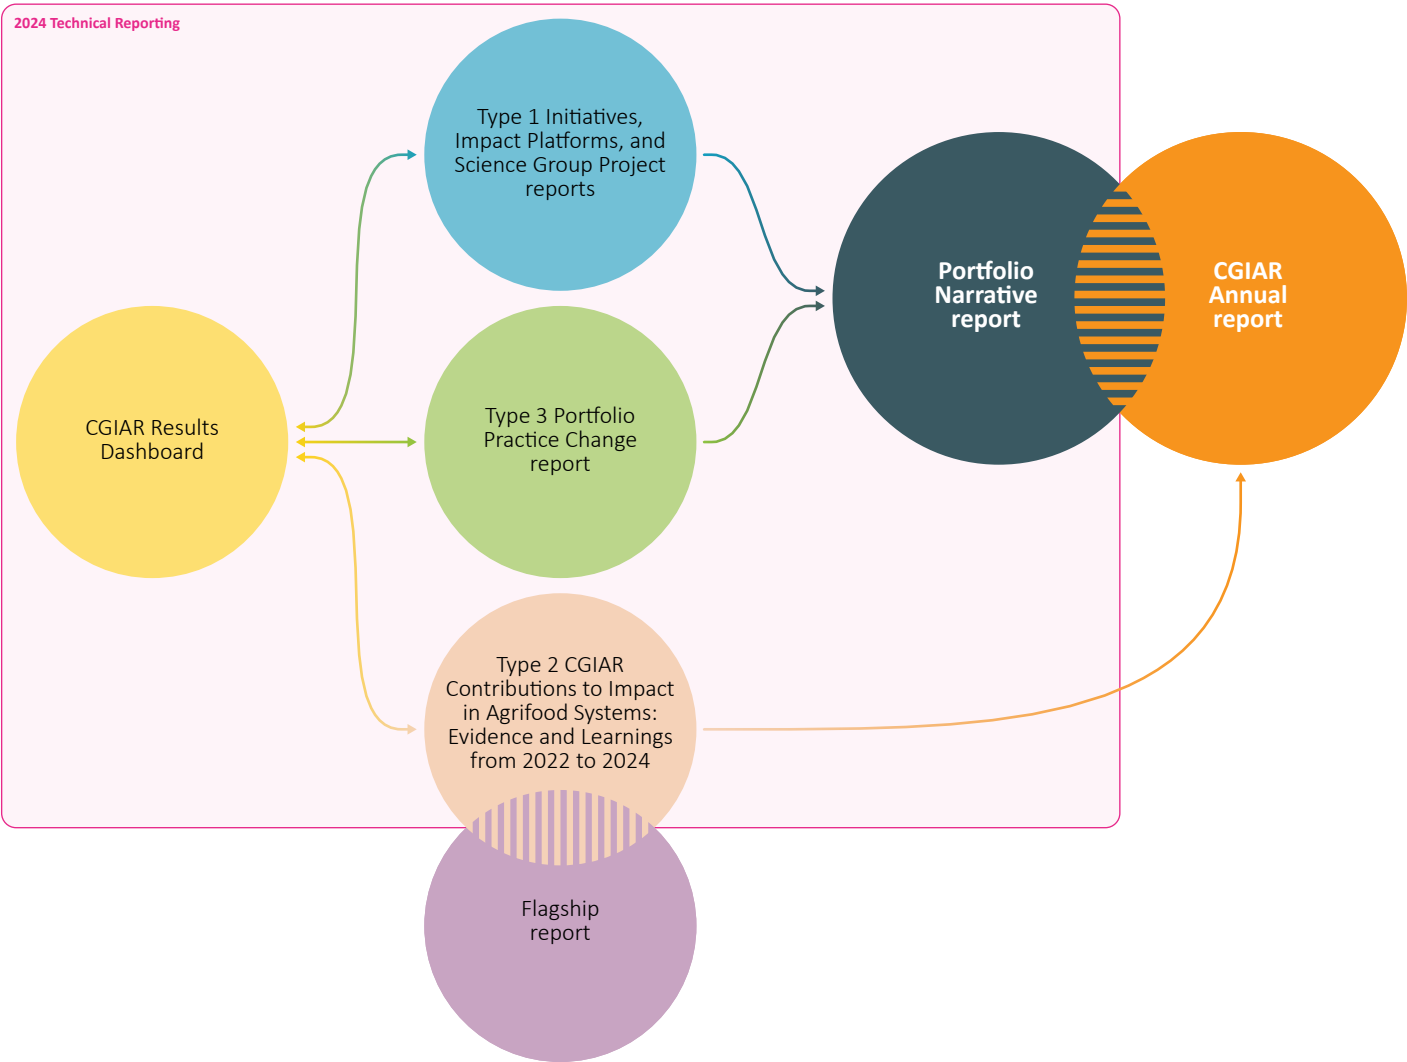 2024 Technical Reporting
Type 1 Initiatives,
Impact Platforms, and
Science Group Project
reports
Portfolio
Narrative
report
CGIAR
Annual
report
CGIAR Results
Dashboard
Type 3 Portfolio
Practice Change
report
Type 2 CGIAR
Contributions to Impact
in Agrifood Systems:
Evidence and Learnings
from 2022 to 2024
Flagship
report